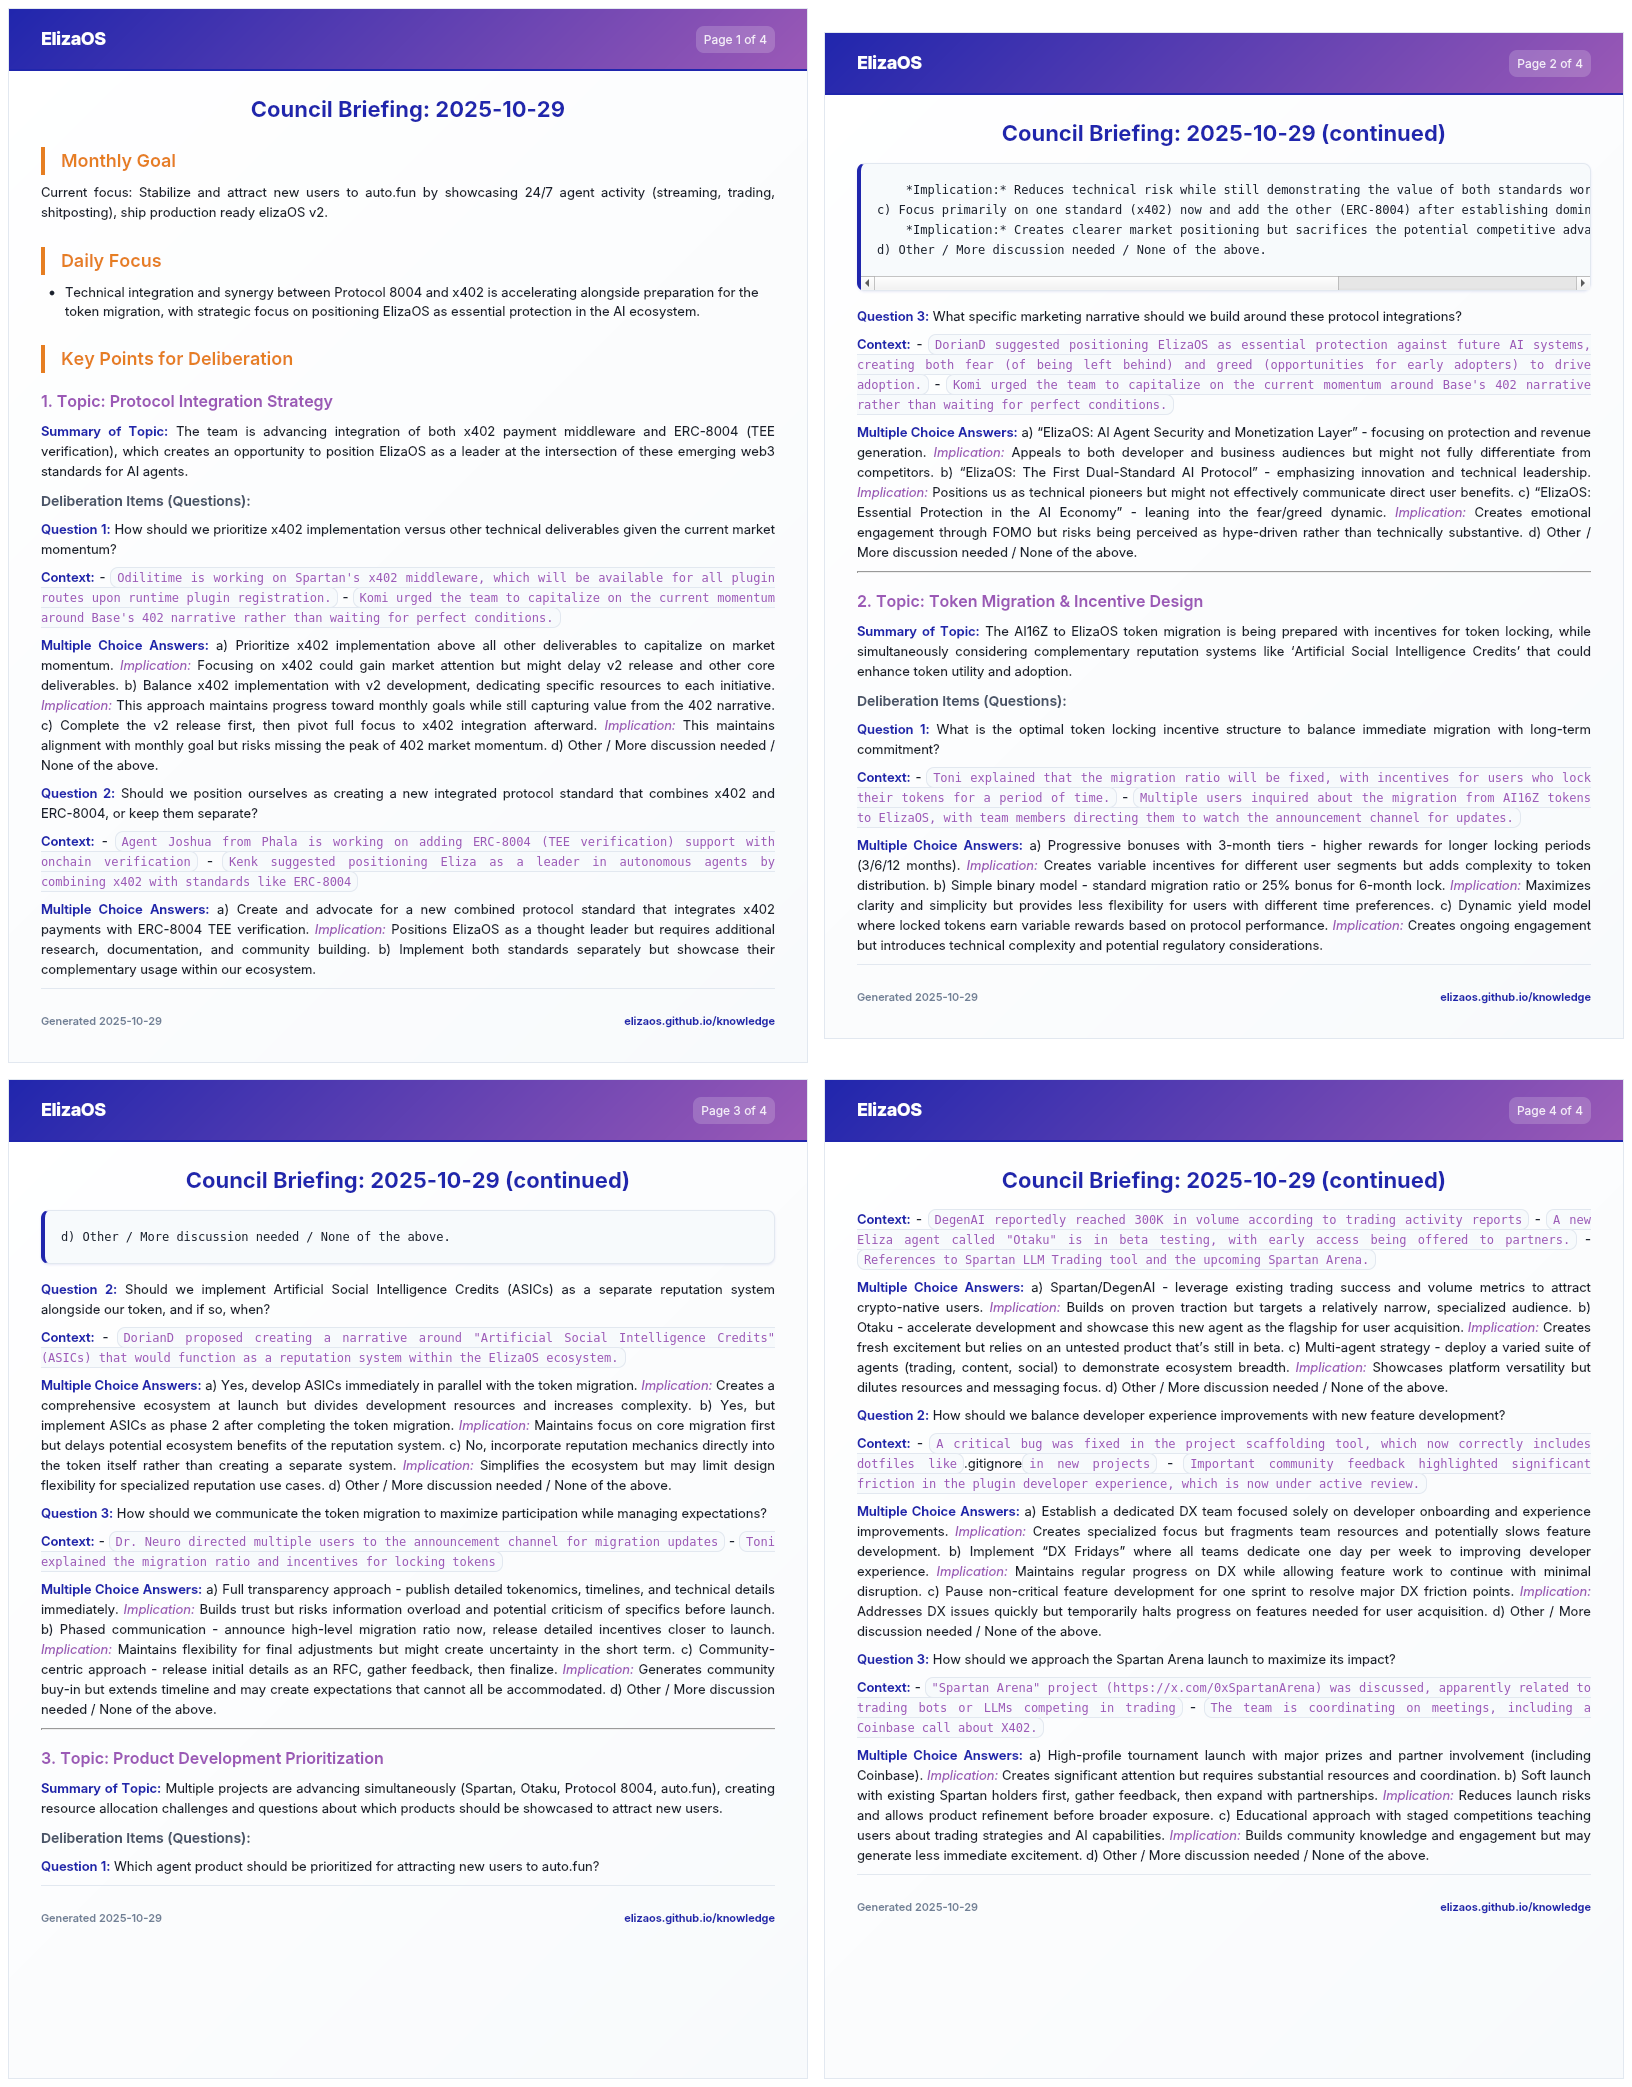 ElizaOS
Page 1 of 4
Council Briefing: 2025-10-29
Monthly Goal
Current focus: Stabilize and attract new users to auto.fun by showcasing 24/7 agent activity (streaming, trading,
shitposting), ship production ready elizaOS v2.
Daily Focus
• Technical integration and synergy between Protocol 8004 and x402 is accelerating alongside preparation for the
token migration, with strategic focus on positioning ElizaOS as essential protection in the AI ecosystem.
Key Points for Deliberation
1. Topic: Protocol Integration Strategy
Summary of Topic: The team is advancing integration of both x402 payment middleware and ERC-8004 (TEE
verification), which creates an opportunity to position ElizaOS as a leader at the intersection of these emerging web3
standards for AI agents.
Deliberation Items (Questions):
Question 1: How should we prioritize x402 implementation versus other technical deliverables given the current market
momentum?
Context: - Odilitime is working on Spartan's x402 middleware, which will be available for all plugin
routes upon runtime plugin registration. - Komi urged the team to capitalize on the current momentum
around Base's 402 narrative rather than waiting for perfect conditions.
Multiple Choice Answers: a) Prioritize x402 implementation above all other deliverables to capitalize on market
momentum. Implication: Focusing on x402 could gain market attention but might delay v2 release and other core
deliverables. b) Balance x402 implementation with v2 development, dedicating specific resources to each initiative.
Implication: This approach maintains progress toward monthly goals while still capturing value from the 402 narrative.
c) Complete the v2 release first, then pivot full focus to x402 integration afterward. Implication: This maintains
alignment with monthly goal but risks missing the peak of 402 market momentum. d) Other / More discussion needed /
None of the above.
Question 2: Should we position ourselves as creating a new integrated protocol standard that combines x402 and
ERC-8004, or keep them separate?
Context: - Agent Joshua from Phala is working on adding ERC-8004 (TEE verification) support with
onchain verification - Kenk suggested positioning Eliza as a leader in autonomous agents by
combining x402 with standards like ERC-8004
Multiple Choice Answers: a) Create and advocate for a new combined protocol standard that integrates x402
payments with ERC-8004 TEE verification. Implication: Positions ElizaOS as a thought leader but requires additional
research, documentation, and community building. b) Implement both standards separately but showcase their
complementary usage within our ecosystem.
Generated 2025-10-29
elizaos.github.io/knowledge
ElizaOS
Page 2 of 4
Council Briefing: 2025-10-29 (continued)
*Implication:* Reduces technical risk while still demonstrating the value of both standards wor
c) Focus primarily on one standard (x402) now and add the other (ERC-8004) after establishing domin
*Implication:* Creates clearer market positioning but sacrifices the potential competitive adva
d) Other / More discussion needed / None of the above.
Question 3: What specific marketing narrative should we build around these protocol integrations?
Context: - DorianD suggested positioning ElizaOS as essential protection against future AI systems,
creating both fear (of being left behind) and greed (opportunities for early adopters) to drive
adoption. - Komi urged the team to capitalize on the current momentum around Base's 402 narrative
rather than waiting for perfect conditions.
Multiple Choice Answers: a) “ElizaOS: AI Agent Security and Monetization Layer” - focusing on protection and revenue
generation. Implication: Appeals to both developer and business audiences but might not fully differentiate from
competitors. b) “ElizaOS: The First Dual-Standard AI Protocol” - emphasizing innovation and technical leadership.
Implication: Positions us as technical pioneers but might not effectively communicate direct user benefits. c) “ElizaOS:
Essential Protection in the AI Economy” - leaning into the fear/greed dynamic. Implication: Creates emotional
engagement through FOMO but risks being perceived as hype-driven rather than technically substantive. d) Other /
More discussion needed / None of the above.
2. Topic: Token Migration & Incentive Design
Summary of Topic: The AI16Z to ElizaOS token migration is being prepared with incentives for token locking, while
simultaneously considering complementary reputation systems like ‘Artificial Social Intelligence Credits’ that could
enhance token utility and adoption.
Deliberation Items (Questions):
Question 1: What is the optimal token locking incentive structure to balance immediate migration with long-term
commitment?
Context: - Toni explained that the migration ratio will be fixed, with incentives for users who lock
their tokens for a period of time. - Multiple users inquired about the migration from AI16Z tokens
to ElizaOS, with team members directing them to watch the announcement channel for updates.
Multiple Choice Answers: a) Progressive bonuses with 3-month tiers - higher rewards for longer locking periods
(3/6/12 months). Implication: Creates variable incentives for different user segments but adds complexity to token
distribution. b) Simple binary model - standard migration ratio or 25% bonus for 6-month lock. Implication: Maximizes
clarity and simplicity but provides less flexibility for users with different time preferences. c) Dynamic yield model
where locked tokens earn variable rewards based on protocol performance. Implication: Creates ongoing engagement
but introduces technical complexity and potential regulatory considerations.
Generated 2025-10-29
elizaos.github.io/knowledge
ElizaOS
Page 3 of 4
Council Briefing: 2025-10-29 (continued)
d) Other / More discussion needed / None of the above.
Question 2: Should we implement Artificial Social Intelligence Credits (ASICs) as a separate reputation system
alongside our token, and if so, when?
Context: - DorianD proposed creating a narrative around "Artificial Social Intelligence Credits"
(ASICs) that would function as a reputation system within the ElizaOS ecosystem.
Multiple Choice Answers: a) Yes, develop ASICs immediately in parallel with the token migration. Implication: Creates a
comprehensive ecosystem at launch but divides development resources and increases complexity. b) Yes, but
implement ASICs as phase 2 after completing the token migration. Implication: Maintains focus on core migration first
but delays potential ecosystem benefits of the reputation system. c) No, incorporate reputation mechanics directly into
the token itself rather than creating a separate system. Implication: Simplifies the ecosystem but may limit design
flexibility for specialized reputation use cases. d) Other / More discussion needed / None of the above.
Question 3: How should we communicate the token migration to maximize participation while managing expectations?
Context: - Dr. Neuro directed multiple users to the announcement channel for migration updates - Toni
explained the migration ratio and incentives for locking tokens
Multiple Choice Answers: a) Full transparency approach - publish detailed tokenomics, timelines, and technical details
immediately. Implication: Builds trust but risks information overload and potential criticism of specifics before launch.
b) Phased communication - announce high-level migration ratio now, release detailed incentives closer to launch.
Implication: Maintains flexibility for final adjustments but might create uncertainty in the short term. c) Community-
centric approach - release initial details as an RFC, gather feedback, then finalize. Implication: Generates community
buy-in but extends timeline and may create expectations that cannot all be accommodated. d) Other / More discussion
needed / None of the above.
3. Topic: Product Development Prioritization
Summary of Topic: Multiple projects are advancing simultaneously (Spartan, Otaku, Protocol 8004, auto.fun), creating
resource allocation challenges and questions about which products should be showcased to attract new users.
Deliberation Items (Questions):
Question 1: Which agent product should be prioritized for attracting new users to auto.fun?
Generated 2025-10-29
elizaos.github.io/knowledge
ElizaOS
Page 4 of 4
Council Briefing: 2025-10-29 (continued)
Context: - DegenAI reportedly reached 300K in volume according to trading activity reports - A new
Eliza agent called "Otaku" is in beta testing, with early access being offered to partners. -
References to Spartan LLM Trading tool and the upcoming Spartan Arena.
Multiple Choice Answers: a) Spartan/DegenAI - leverage existing trading success and volume metrics to attract
crypto-native users. Implication: Builds on proven traction but targets a relatively narrow, specialized audience. b)
Otaku - accelerate development and showcase this new agent as the flagship for user acquisition. Implication: Creates
fresh excitement but relies on an untested product that’s still in beta. c) Multi-agent strategy - deploy a varied suite of
agents (trading, content, social) to demonstrate ecosystem breadth. Implication: Showcases platform versatility but
dilutes resources and messaging focus. d) Other / More discussion needed / None of the above.
Question 2: How should we balance developer experience improvements with new feature development?
Context: - A critical bug was fixed in the project scaffolding tool, which now correctly includes
dotfiles like .gitignore in new projects - Important community feedback highlighted significant
friction in the plugin developer experience, which is now under active review.
Multiple Choice Answers: a) Establish a dedicated DX team focused solely on developer onboarding and experience
improvements. Implication: Creates specialized focus but fragments team resources and potentially slows feature
development. b) Implement “DX Fridays” where all teams dedicate one day per week to improving developer
experience. Implication: Maintains regular progress on DX while allowing feature work to continue with minimal
disruption. c) Pause non-critical feature development for one sprint to resolve major DX friction points. Implication:
Addresses DX issues quickly but temporarily halts progress on features needed for user acquisition. d) Other / More
discussion needed / None of the above.
Question 3: How should we approach the Spartan Arena launch to maximize its impact?
Context: - "Spartan Arena" project (https://x.com/0xSpartanArena) was discussed, apparently related to
trading bots or LLMs competing in trading - The team is coordinating on meetings, including a
Coinbase call about X402.
Multiple Choice Answers: a) High-profile tournament launch with major prizes and partner involvement (including
Coinbase). Implication: Creates significant attention but requires substantial resources and coordination. b) Soft launch
with existing Spartan holders first, gather feedback, then expand with partnerships. Implication: Reduces launch risks
and allows product refinement before broader exposure. c) Educational approach with staged competitions teaching
users about trading strategies and AI capabilities. Implication: Builds community knowledge and engagement but may
generate less immediate excitement. d) Other / More discussion needed / None of the above.
Generated 2025-10-29
elizaos.github.io/knowledge